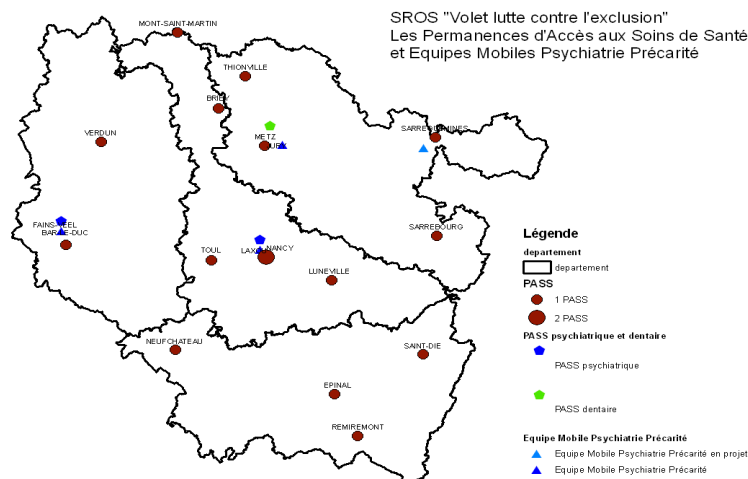 SROS "Volet lutte contre l'exclusion"
Les Permanences d'Accès aux Soins de Santé
et Equipes Mobiles Psychiatrie Précarité
MONT-SAINT-MARTIN
THIONVILLE
BRIEY
VERDUN
METZ
SARREGUEMINES
FAINS-VEEL
BAR-LE-DUC
SARREBOURG
TOUL
LAXOU
NANCY
LUNEVILLE
NEUFCHATEAU
SAINT-DIE
EPINAL
REMIREMONT
Légende
departement
departement
PASS
1 PASS
2 PASS
PASS psychiatrique et dentaire
PASS psychiatrique
PASS dentaire
Equipe Mobile Psychiatrie Précarité
Equipe Mobile Psychiatrie Précarité en projet
Equipe Mobile Psychiatrie Précarité